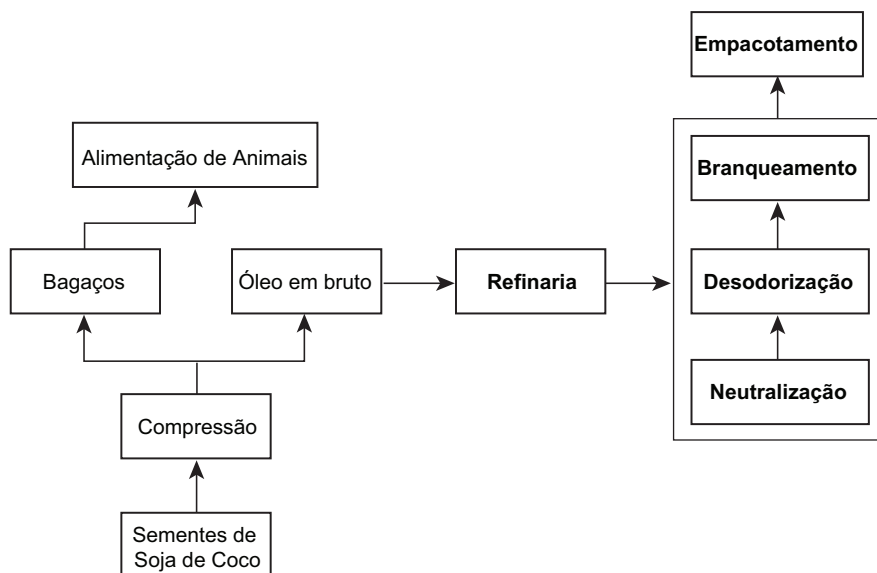 Empacotamento
Alimentação de Animais
Branqueamento
Bagaços
Óleo em bruto
Refinaria
Desodorização
Neutralização
Compressão
Sementes de
Soja de Coco